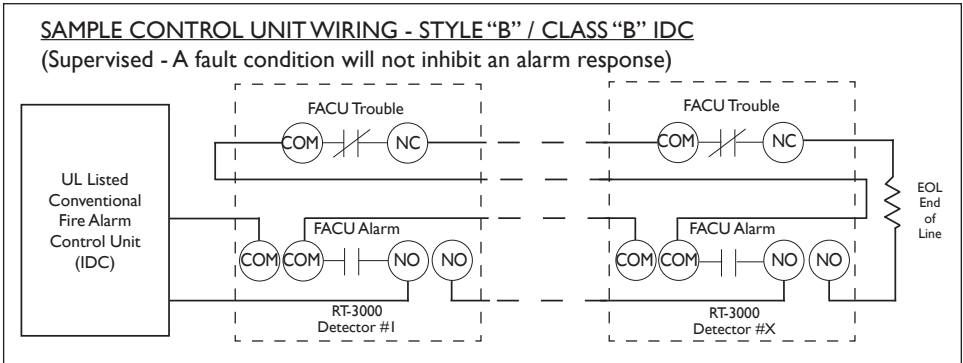 SAMPLE CONTROL UNIT WIRING - STYLE “B” / CLASS “B” IDC
(Supervised - A fault condition will not inhibit an alarm response)
FACU Trouble
COM
NC
FACU Trouble
COM
NC
UL Listed
Conventional
Fire Alarm
Control Unit
(IDC)
EOL
End
of
Line
FACU Alarm
COM
COM
NO
NO
FACU Alarm
COM
COM
NO
NO
RT-3000
Detector #1
RT-3000
Detector #X